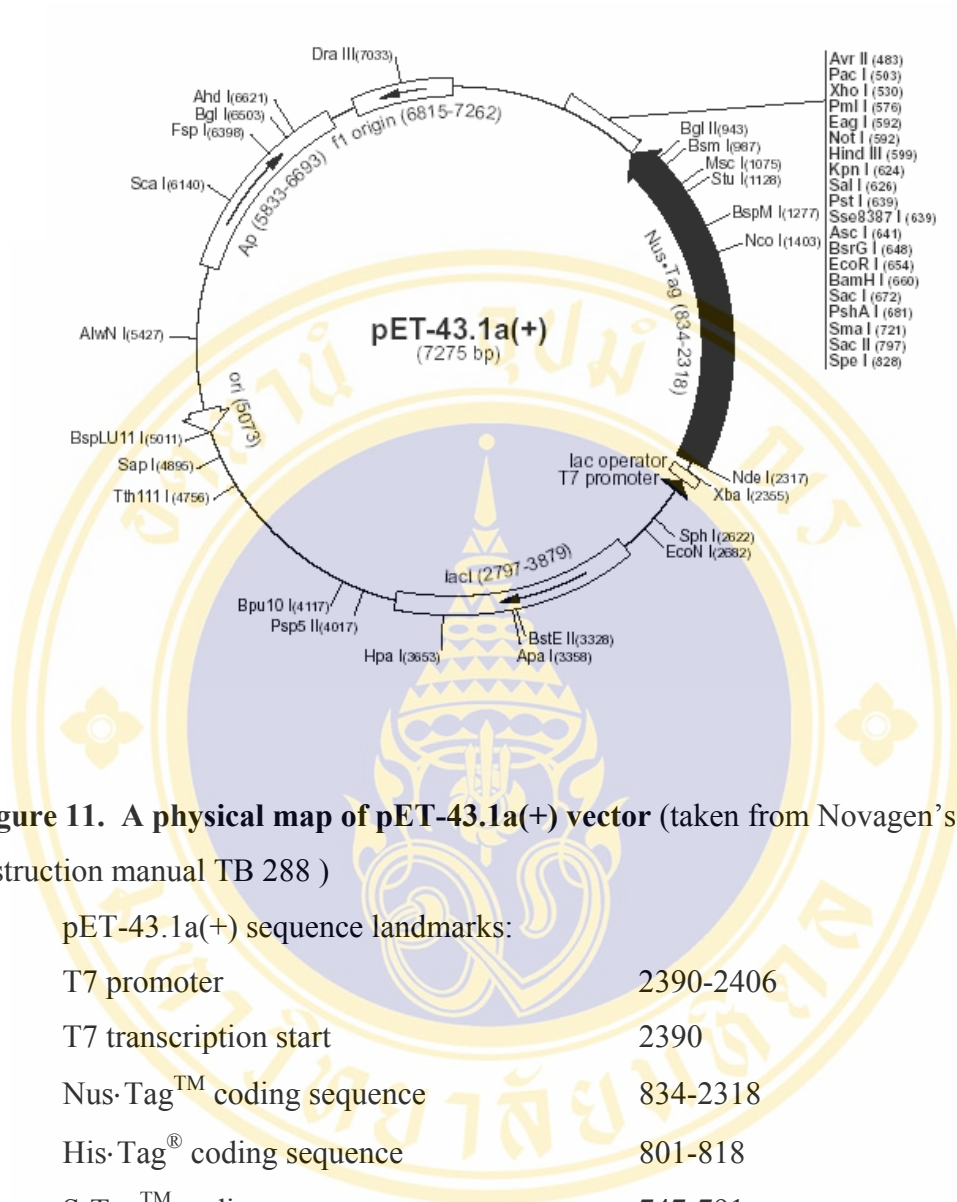 Dra III(7033)
Ahd I(6621)
Bgl I(6503)
Fsp I(6398)
Sca I(6140)
AlwN I(5427)
BspLU11 I(5011)
Sap I(4895)
Tth111 I(4756)
Bpu10 I(4117)
Psp5 II(4017)
Hpa I(3653)
Apa I(3358)
BstE II(3328)
EcoN I(2682)
Sph I(2622)
Xba I(2355)
Nde I(2317)
Nco I(1403)
BspM I(1277)
Stu I(1128)
Msc I(1075)
Bsm I(987)
Bgl II(943)
Avr II (483)
Pac I (503)
Xho I (530)
Pml I (576)
Eag I (592)
Not I (592)
Hind III (599)
Kpn I (624)
Sal I (626)
Pst I (639)
Sse8387 I (639)
Asc I (641)
BsrG I (648)
EcoR I (654)
BamH I (660)
Sac I (672)
PshA I (681)
Sma I (721)
Sac II (797)
Spe I (828)
f1 origin (6815-7262)
Ap (5833-6693)
Nus•Tag (834-2318)
pET-43.1a(+)
(7275 bp)
ori (5073)
lac operator
T7 promoter
lacI (2797-3879)
gure 11. A physical map of pET-43.1a(+) vector (taken from Novagen's
struction manual TB 288 )
pET-43.1a(+) sequence landmarks:
T7 promoter 2390-2406
T7 transcription start 2390
Nus·Tag™ coding sequence 834-2318
His·Tag® coding sequence 801-818